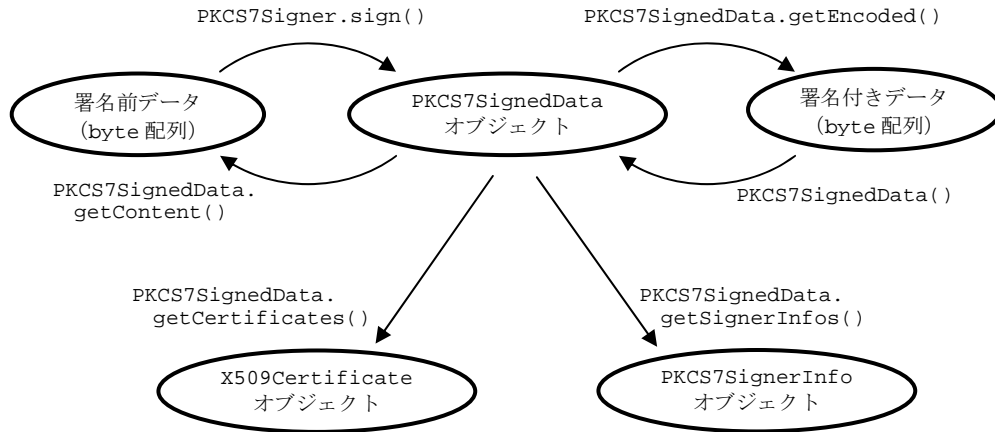 PKCS7Signer.sign()
PKCS7SignedData.getEncoded()
署名前データ
（byte 配列）
PKCS7SignedData
オブジェクト
署名付きデータ
（byte 配列）
PKCS7SignedData.
getContent()
PKCS7SignedData()
PKCS7SignedData.
getCertificates()
PKCS7SignedData.
getSignerInfos()
X509Certificate
オブジェクト
PKCS7SignerInfo
オブジェクト